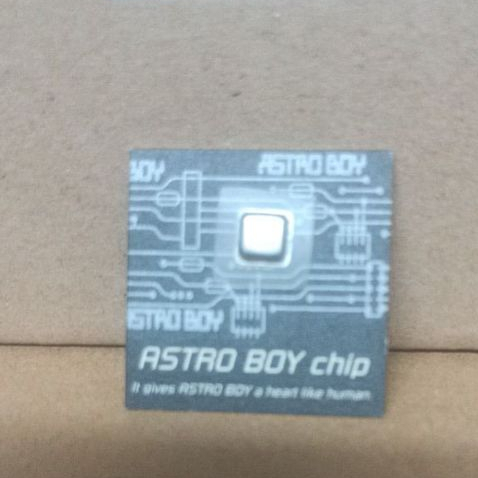 BOY ASTRO BOY
ASTRO BOY
ASTRO BOY chip
It gives ASTRO BOY a heart like human.